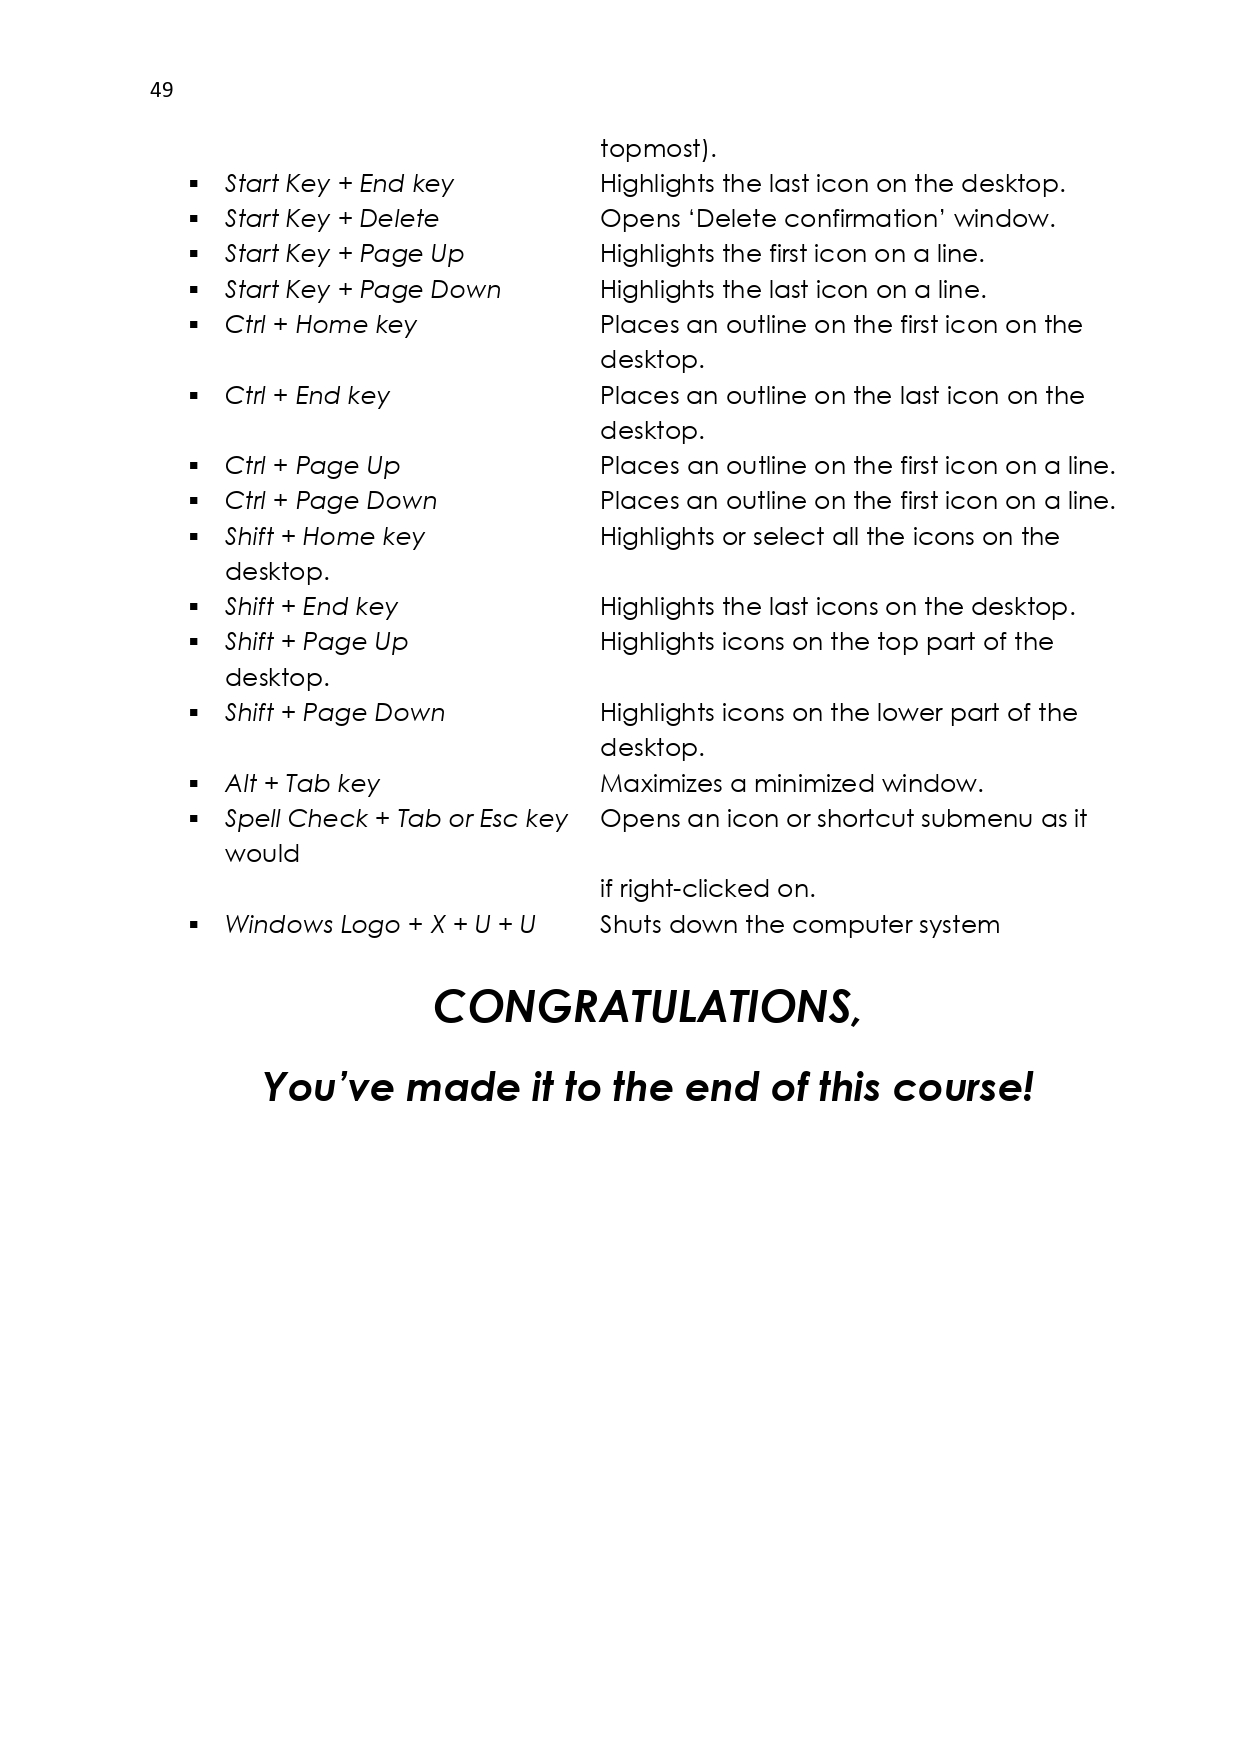 49
topmost).
▪ Start Key + End key Highlights the last icon on the desktop.
▪ Start Key + Delete Opens ‘Delete confirmation’ window.
▪ Start Key + Page Up Highlights the first icon on a line.
▪ Start Key + Page Down Highlights the last icon on a line.
▪ Ctrl + Home key Places an outline on the first icon on the
desktop.
▪ Ctrl + End key Places an outline on the last icon on the
desktop.
▪ Ctrl + Page Up Places an outline on the first icon on a line.
▪ Ctrl + Page Down Places an outline on the first icon on a line.
▪ Shift + Home key Highlights or select all the icons on the
desktop.
▪ Shift + End key Highlights the last icons on the desktop.
▪ Shift + Page Up Highlights icons on the top part of the
desktop.
▪ Shift + Page Down Highlights icons on the lower part of the
desktop.
▪ Alt + Tab key Maximizes a minimized window.
▪ Spell Check + Tab or Esc key Opens an icon or shortcut submenu as it
would
if right-clicked on.
▪ Windows Logo + X + U + U Shuts down the computer system
CONGRATULATIONS,
You’ve made it to the end of this course!